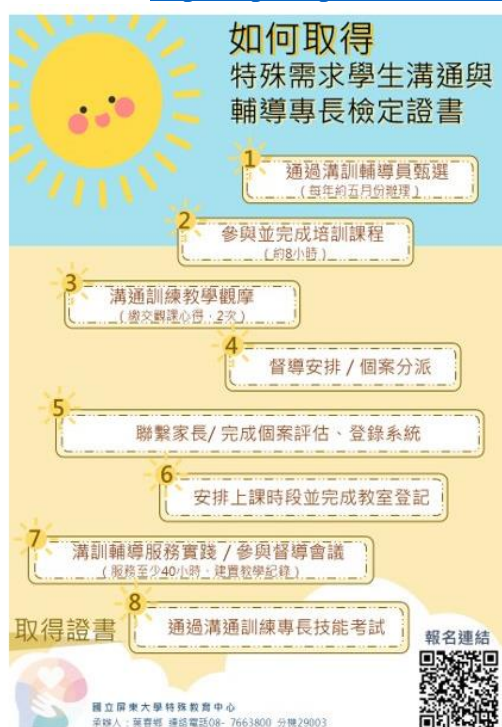 如何取得
特殊需求學生溝通與
輔導專長檢定證書
1
通過溝訓輔導員甄選
(每年約五月份辦理)
2
參與並完成培訓課程
(約8小時)
3
溝通訓練教學觀摩
(繳交觀課心得,2次)
4
督導安排 / 個案分派
5
聯繫家長/ 完成個案評估、登錄系統
6
安排上課時段並完成教室登記
7
溝訓輔導服務實踐 / 參與督導會議
(服務至少40小時,建置教學紀錄)
8
通過溝通訓練專長技能考試
取得證書
報名連結
國立屏東大學特殊教育中心
承辦人:葉 連絡電話08- 7663800 分機29003